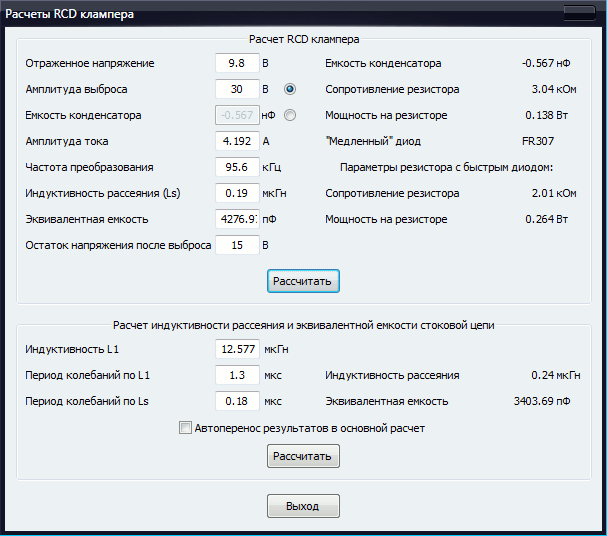 Расчеты RCD клампера
Расчет RCD клампера
Отраженное напряжение 9.8 В Емкость конденсатора -0.567 нФ
Амплитуда выброса 30 В Сопротивление резистора 3.04 кОм
Емкость конденсатора -0.567 нФ Мощность на резисторе 0.138 Вт
Амплитуда тока 4.192 А "Медленный" диод FR307
Частота преобразования 95.6 кГц Параметры резистора с быстрым диодом:
Индуктивность рассеяния (Ls) 0.19 мкГн Сопротивление резистора 2.01 кОм
Эквивалентная емкость 4276.97 пФ Мощность на резисторе 0.264 Вт
Остаток напряжения после выброса 15 В
Рассчитать
Расчет индуктивности рассеяния и эквивалентной емкости стоковой цепи
Индуктивность L1 12.577 мкГн
Период колебаний по L1 1.3 мкс Индуктивность рассеяния 0.24 мкГн
Период колебаний по Ls 0.18 мкс Эквивалентная емкость 3403.69 пФ
Автоперенос результатов в основной расчет
Рассчитать
Выход